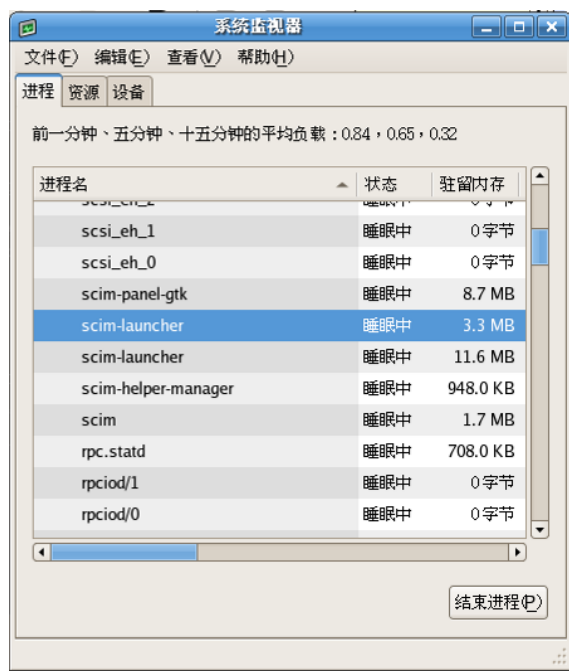 系统监视器
文件(F) 编辑(E) 查看(V) 帮助(H)
进程 资源 设备
前一分钟、五分钟、十五分钟的平均负载：0.84，0.65，0.32
进程名 状态 驻留内存
scsi_eh_2 睡眠中 0字节
scsi_eh_1 睡眠中 0字节
scsi_eh_0 睡眠中 0字节
scim-panel-gtk 睡眠中 8.7 MB
scim-launcher 睡眠中 3.3 MB
scim-launcher 睡眠中 11.6 MB
scim-helper-manager 睡眠中 948.0 KB
scim 睡眠中 1.7 MB
rpc.statd 睡眠中 708.0 KB
rpciod/1 睡眠中 0字节
rpciod/0 睡眠中 0字节
结束进程(P)